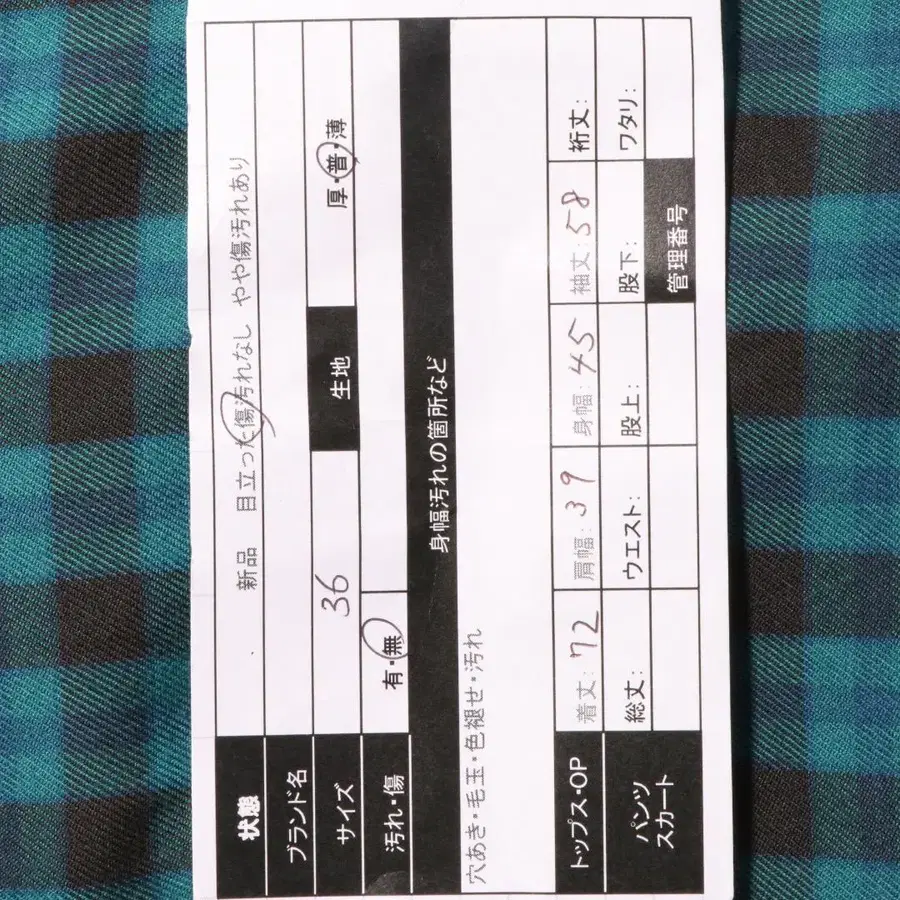 状態 新品 目立った傷汚れなし やや傷汚れあり
ブランド名
サイズ 36 生地 厚・普・薄
汚れ・傷 有・無
身幅汚れの箇所など
穴あき・毛玉・色褪せ・汚れ
トップス・OP 着丈: 72 肩幅: 39 身幅: 45 袖丈: 58 裄丈:
パンツ スカート 総丈: ウエスト: 股上: 股下: ワタリ:
管理番号